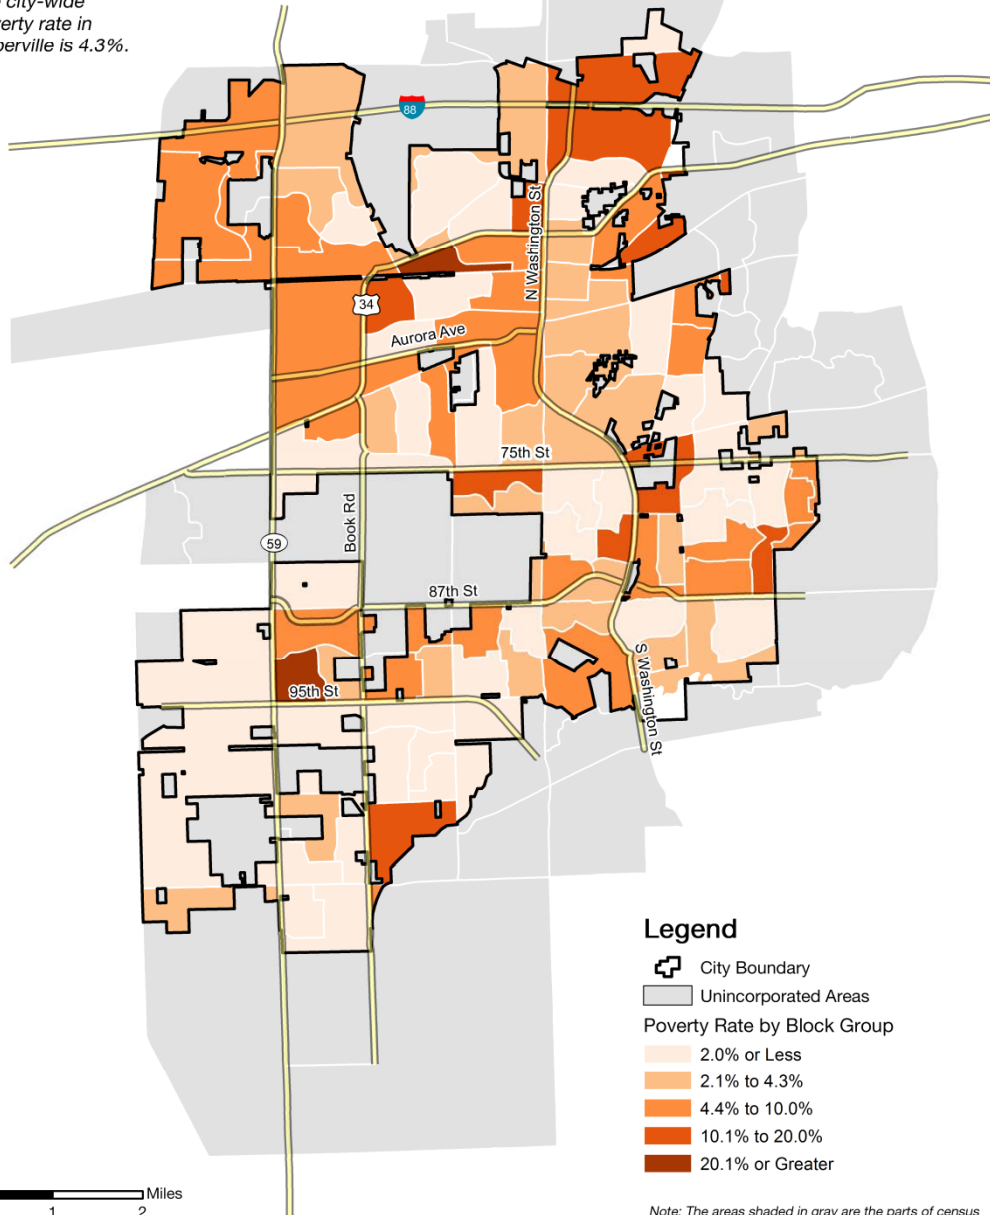 city-wide
erty rate in
perville is 4.3%.
88
N Washington St
34
Aurora Ave
75th St
Book Rd
59
87th St
S Washington St
95th St
Legend
City Boundary
Unincorporated Areas
Poverty Rate by Block Group
2.0% or Less
2.1% to 4.3%
4.4% to 10.0%
10.1% to 20.0%
20.1% or Greater
Miles
1
2
Note: The areas shaded in gray are the parts of census